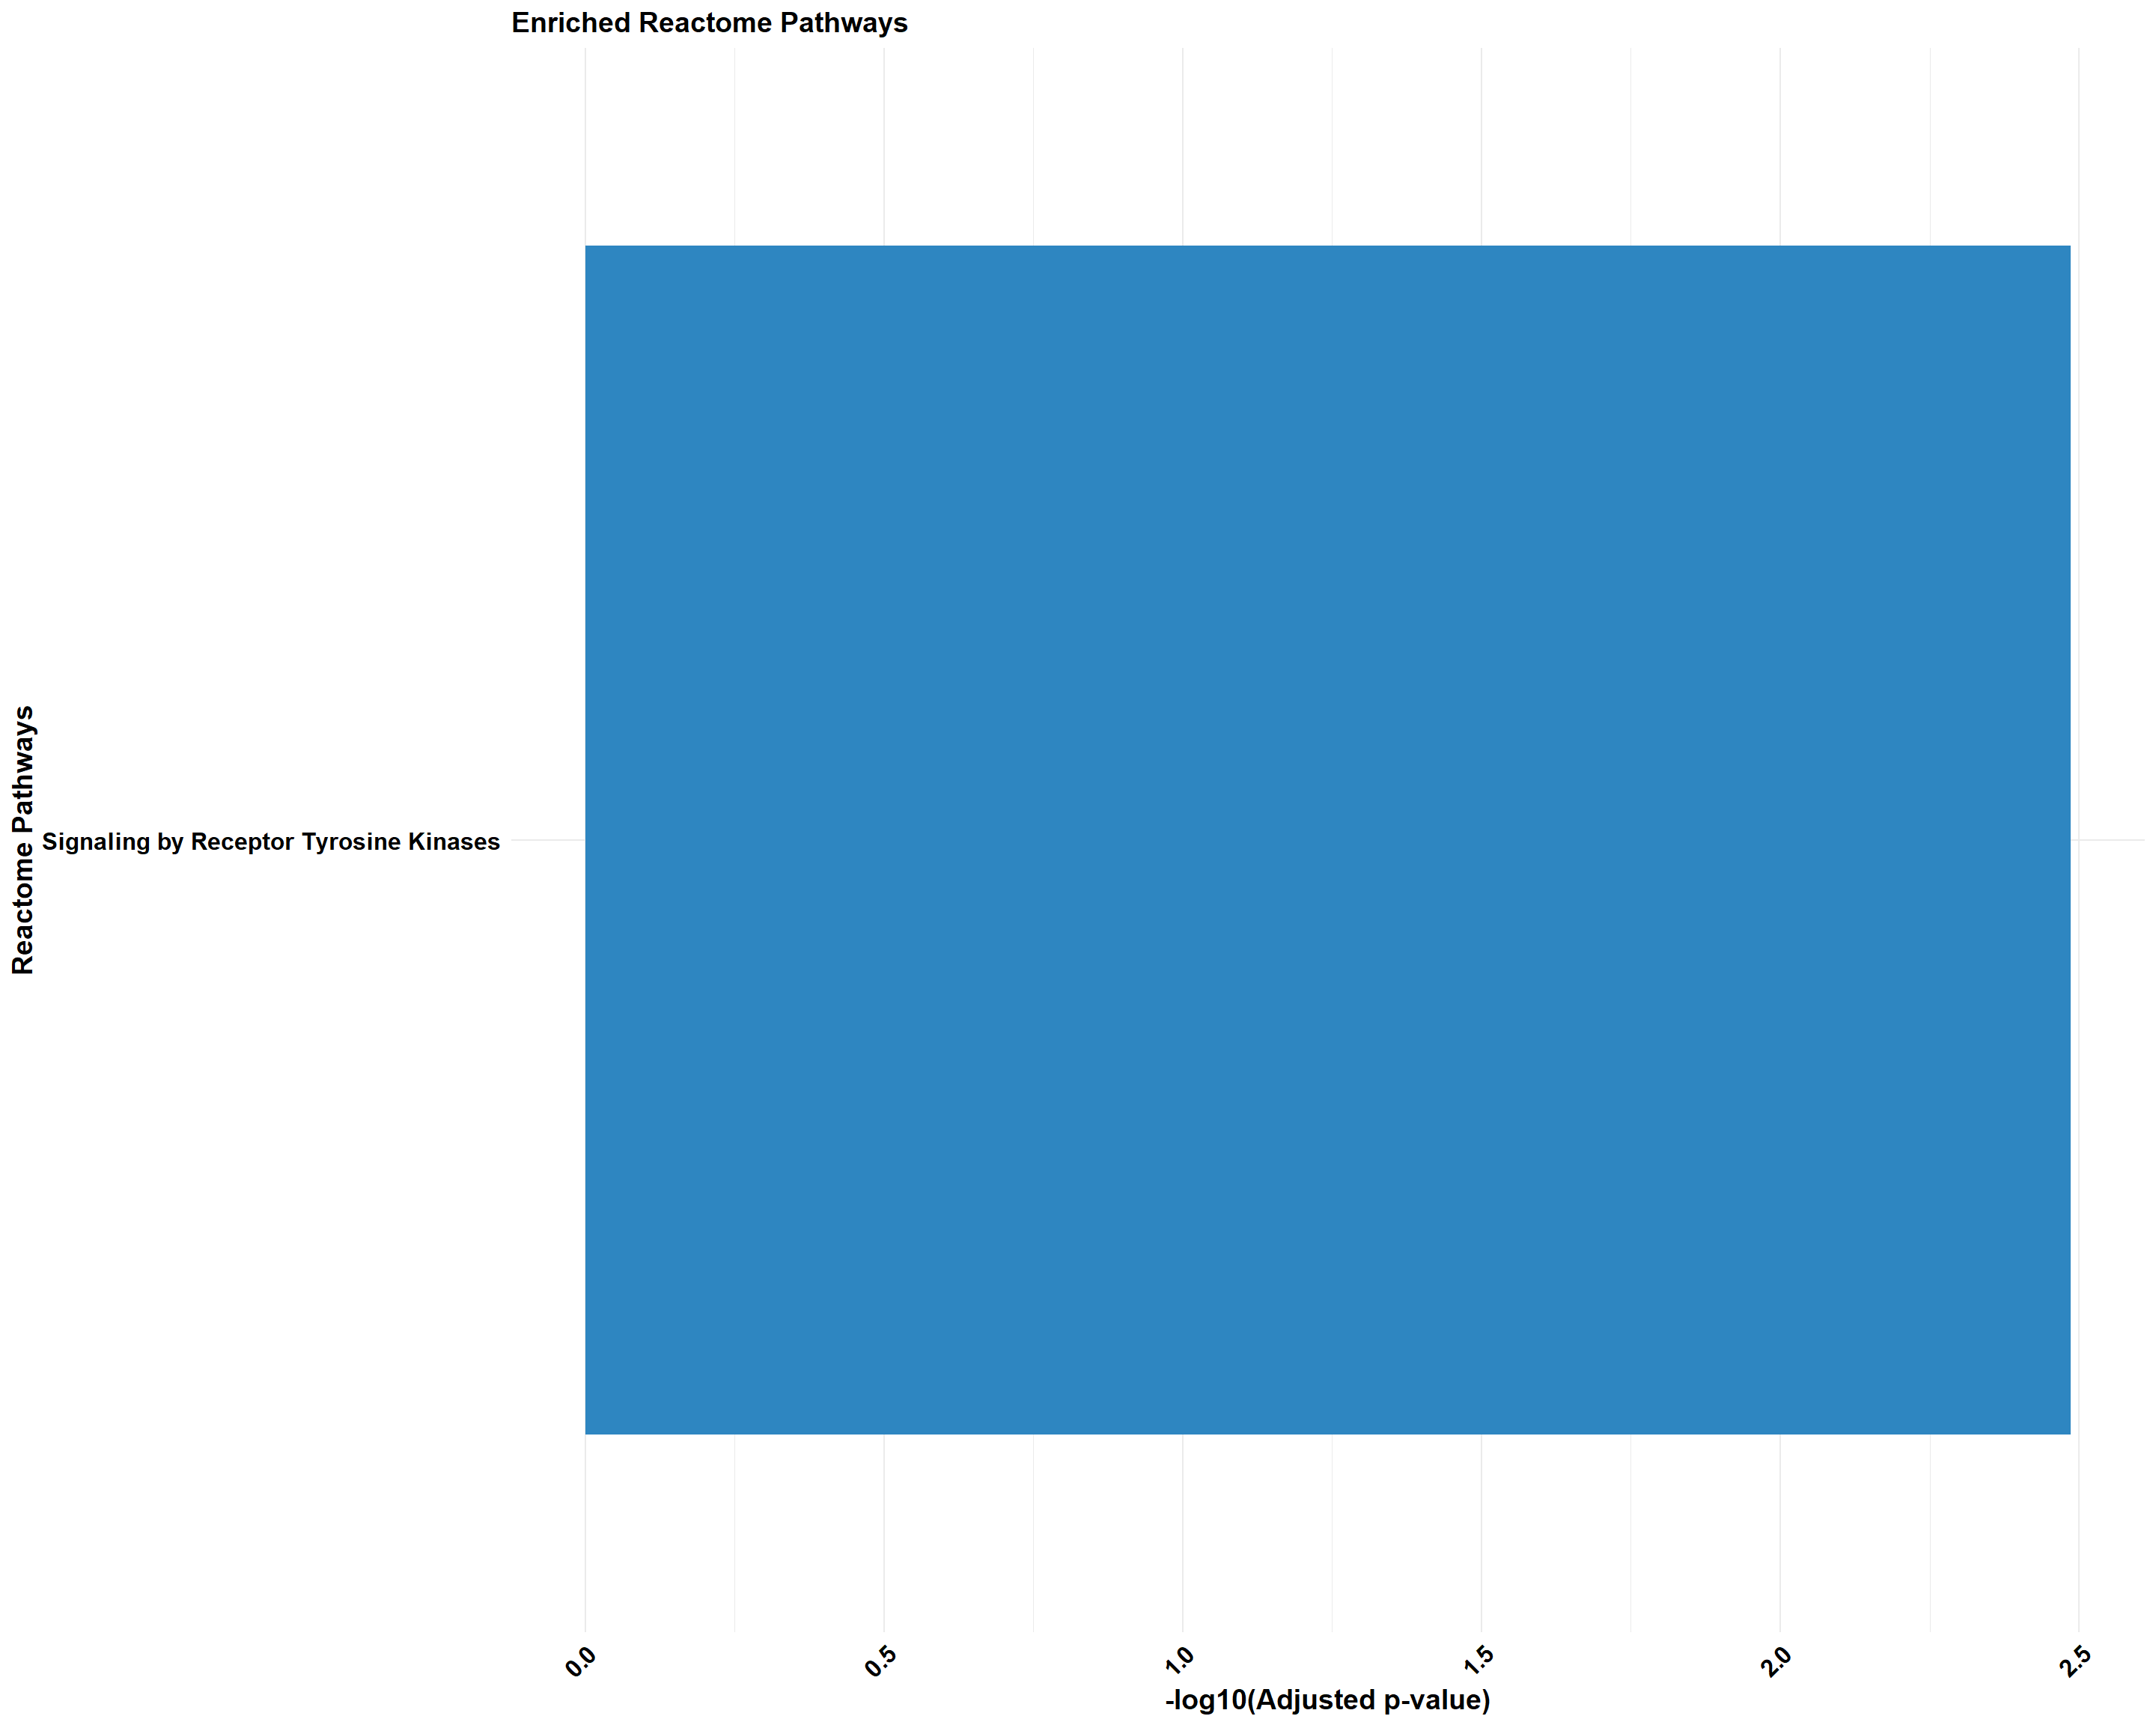 Enriched Reactome Pathways
Reactome Pathways
Signaling by Receptor Tyrosine Kinases
0.0
0.5
1.0
1.5
2.0
2.5
-log10(Adjusted p-value)